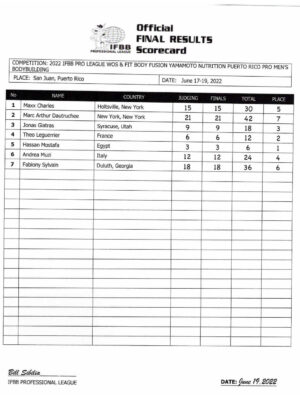 Official
FINAL RESULTS
IFBB Scorecard
PROFESSIONAL LEAGUE
COMPETITION: 2022 IFBB PRO LEAGUE WOS & FIT BODY FUSION YAMAMOTO NUTRITION PUERTO RICO PRO MEN'S
BODYBUILDING
PLACE: San Juan, Puerto Rico DATE: June 17-19, 2022
No NAME COUNTRY JUDGING FINALS TOTAL PLACE
1 Maxx Charles Holtsville, New York 15 15 30 5
2 Marc Arthur Dautruchee New York, New York 21 21 42 7
3 Jonas Giatras Syracuse, Utah 9 9 18 3
4 Theo Leguerrier France 6 6 12 2
5 Hassan Mostafa Egypt 3 3 6 1
6 Andrea Muzi Italy 12 12 24 4
7 Fabiony Sylvain Duluth, Georgia 18 18 36 6
Bill Siblia
IFBB PROFESSIONAL LEAGUE DATE: June 19, 2022